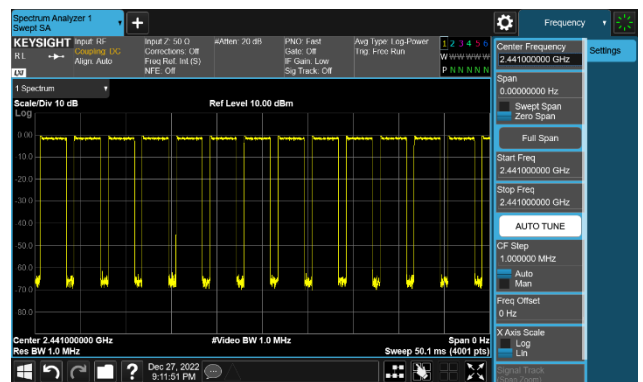 Spectrum Analyzer 1
Swept SA
+
Frequency
KEYSIGHT Input: RF Input Z: 50 Ω #Atten: 20 dB PNO: Fast Avg Type: Log-Power 1 2 3 4 5 6
RL Coupling: DC Corrections: Off Gate: Off Trig: Free Run W W W W W W
Align: Auto Freq Ref: Int (S) IF Gain: Low P N N N N N
NFE: Off Sig Track: Off
LXI
1 Spectrum
Scale/Div 10 dB Ref Level 10.00 dBm
Log
0.00
-10.0
-20.0
-30.0
-40.0
-50.0
-60.0
-70.0
-80.0
Center 2.441000000 GHz #Video BW 1.0 MHz Span 0 Hz
Res BW 1.0 MHz Sweep 50.1 ms (4001 pts)
Dec 27, 2022
9:11:51 PM
Center Frequency
2.441000000 GHz
Settings
Span
0.00000000 Hz
Swept Span
Zero Span
Full Span
Start Freq
2.441000000 GHz
Stop Freq
2.441000000 GHz
AUTO TUNE
CF Step
1.000000 MHz
Auto
Man
Freq Offset
0 Hz
X Axis Scale
Log
Lin
Signal Track
(Span Zoom)